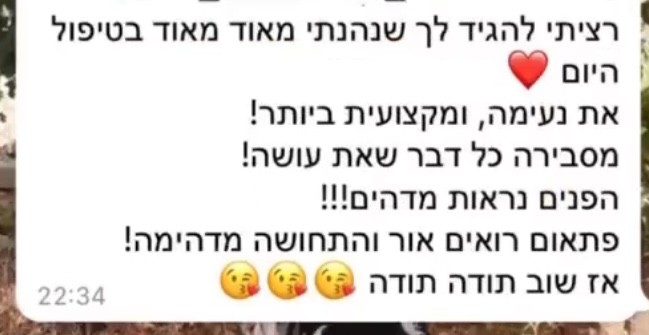 רציתי להגיד לך שנהנתי מאוד מאוד בטיפול
היום ❤️
את נעימה, ומקצועית ביותר!
מסבירה כל דבר שאת עושה!
הפנים נראות מדהים!!!
פתאום רואים אור והתחושה מדהימה!
אז שוב תודה תודה 😘😘😘
22:34